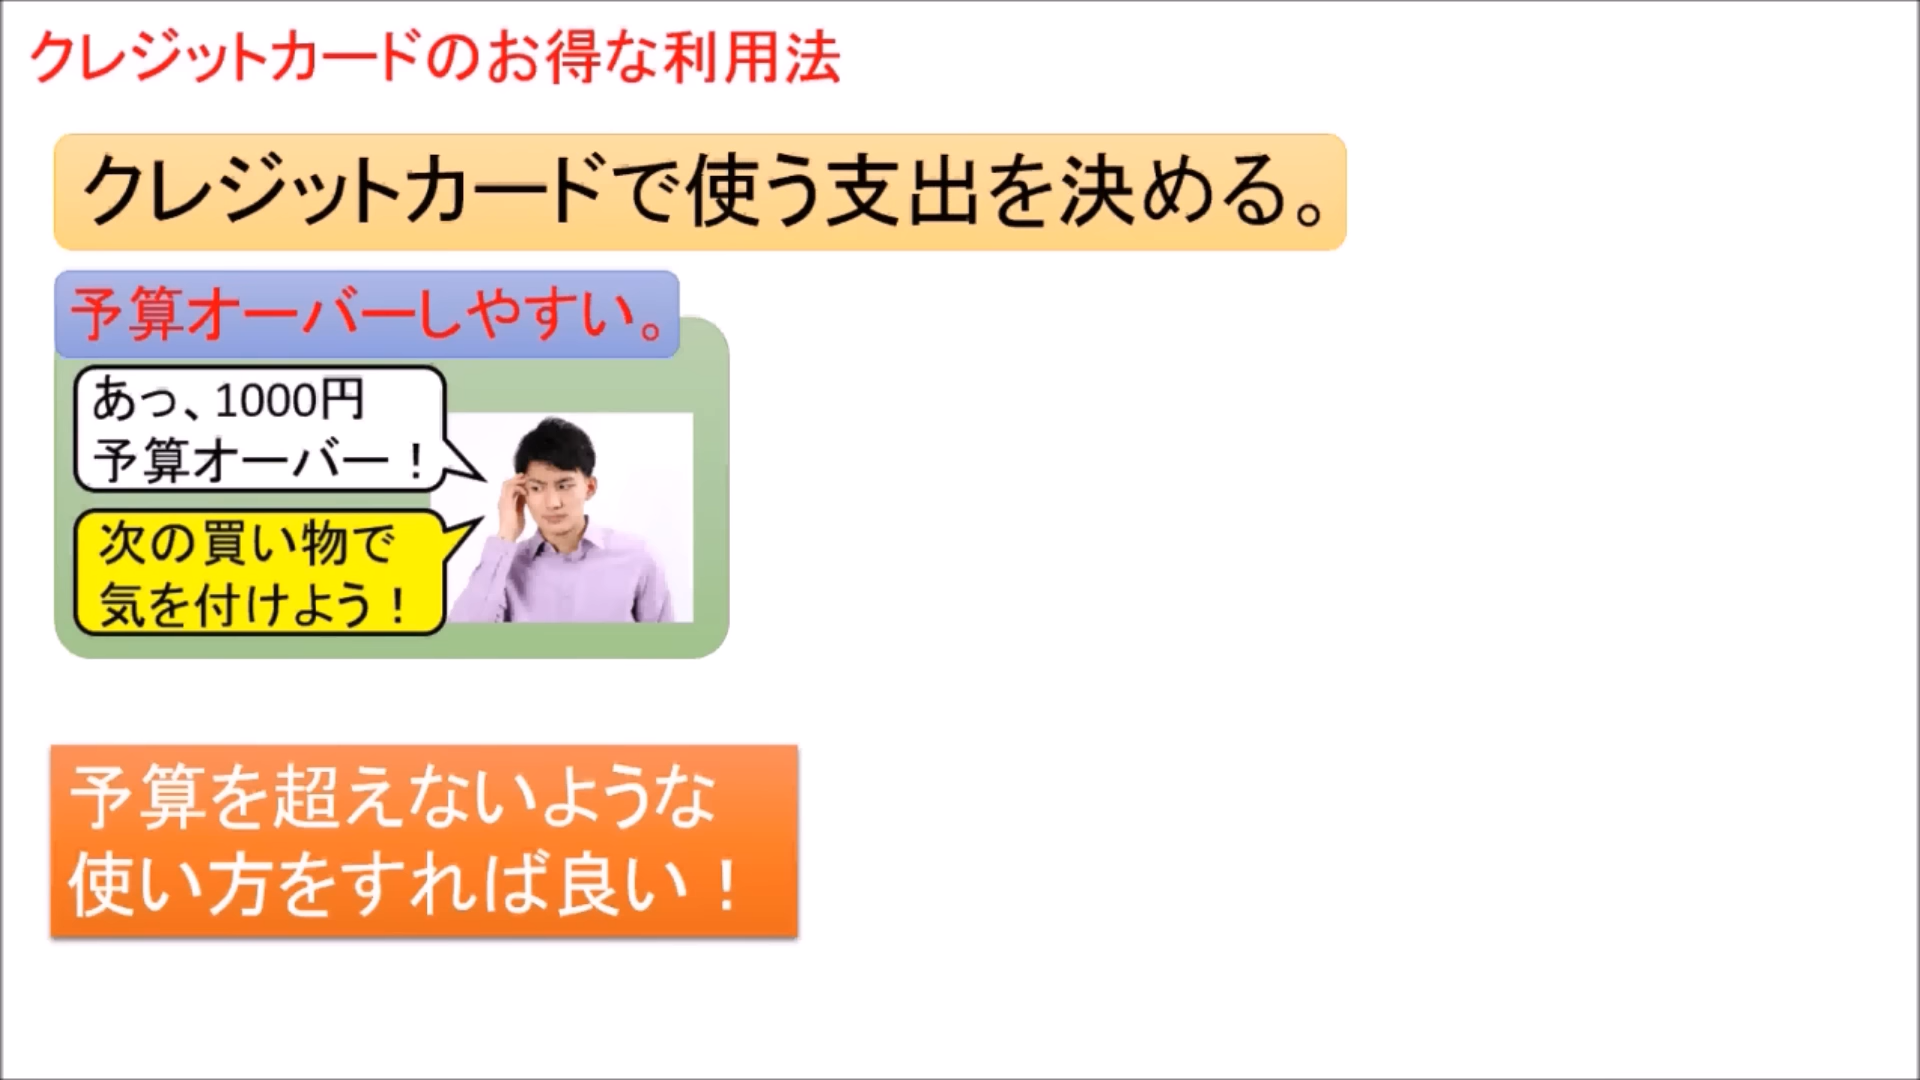 クレジットカードのお得な利用法
クレジットカードで使う支出を決める。
予算オーバーしやすい。
あっ、1000円
予算オーバー！
次の買い物で
気を付けよう！
予算を超えないような
使い方をすれば良い！